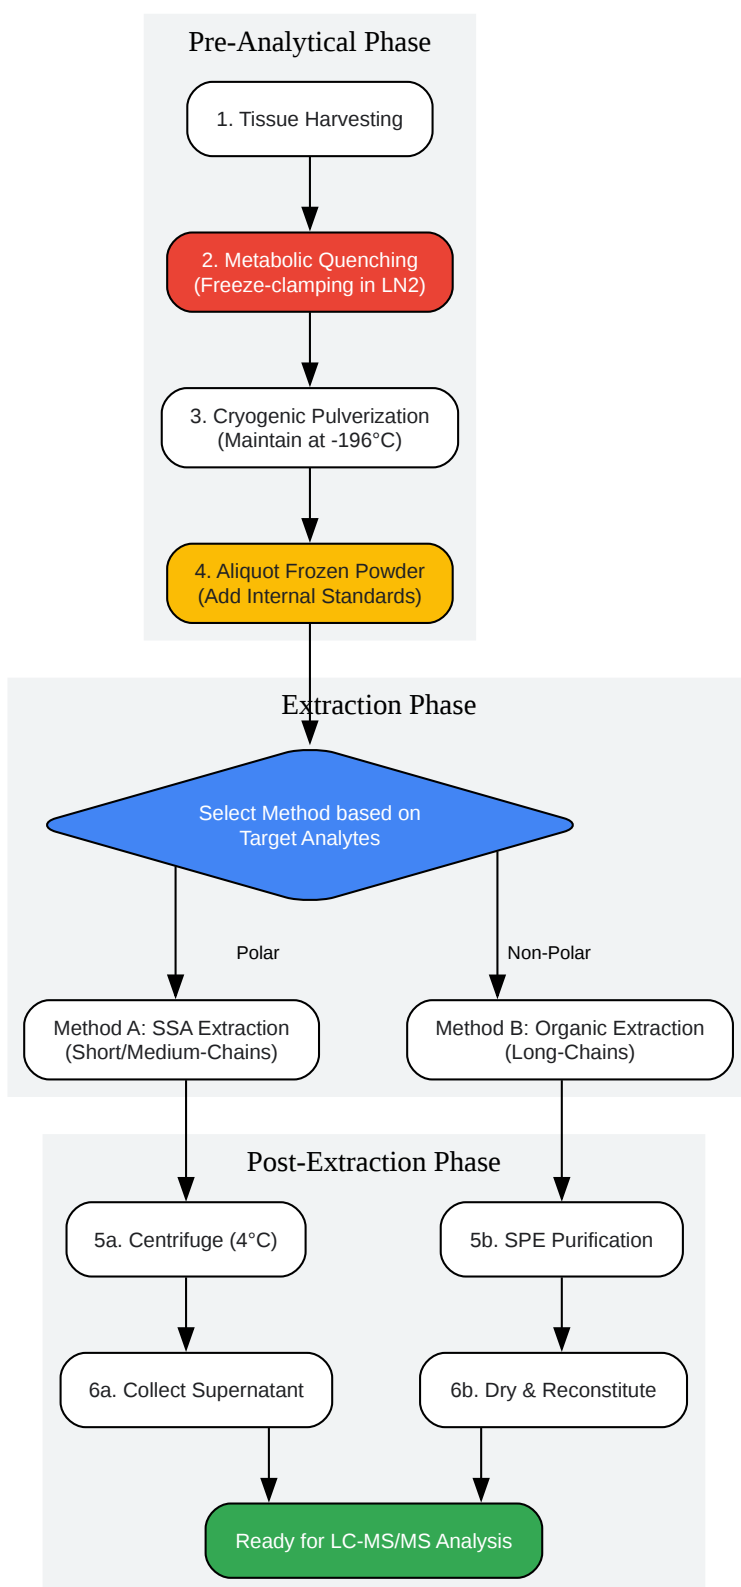 Pre-Analytical Phase
1. Tissue Harvesting
2. Metabolic Quenching
(Freeze-clamping in LN2)
3. Cryogenic Pulverization
(Maintain at -196°C)
4. Aliquot Frozen Powder
(Add Internal Standards)
Extraction Phase
Select Method based on
Target Analytes
Polar
Non-Polar
Method A: SSA Extraction
(Short/Medium-Chains)
Method B: Organic Extraction
(Long-Chains)
Post-Extraction Phase
5a. Centrifuge (4°C)
5b. SPE Purification
6a. Collect Supernatant
6b. Dry & Reconstitute
Ready for LC-MS/MS Analysis